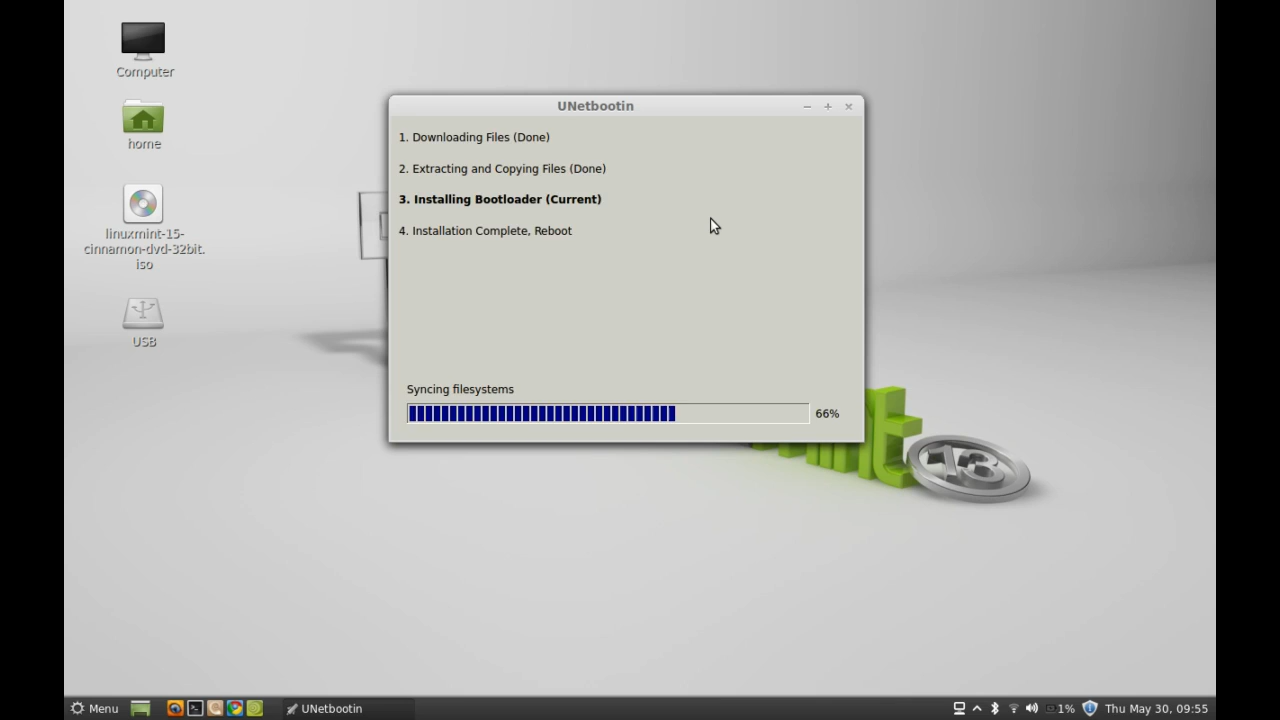 Computer
home
linuxmint-15-
cinnamon-dvd-32bit.
iso
USB
UNetbootin
1. Downloading Files (Done)
2. Extracting and Copying Files (Done)
3. Installing Bootloader (Current)
4. Installation Complete, Reboot
Syncing filesystems
66%
13
Menu
UNetbootin
1%
Thu May 30, 09:55